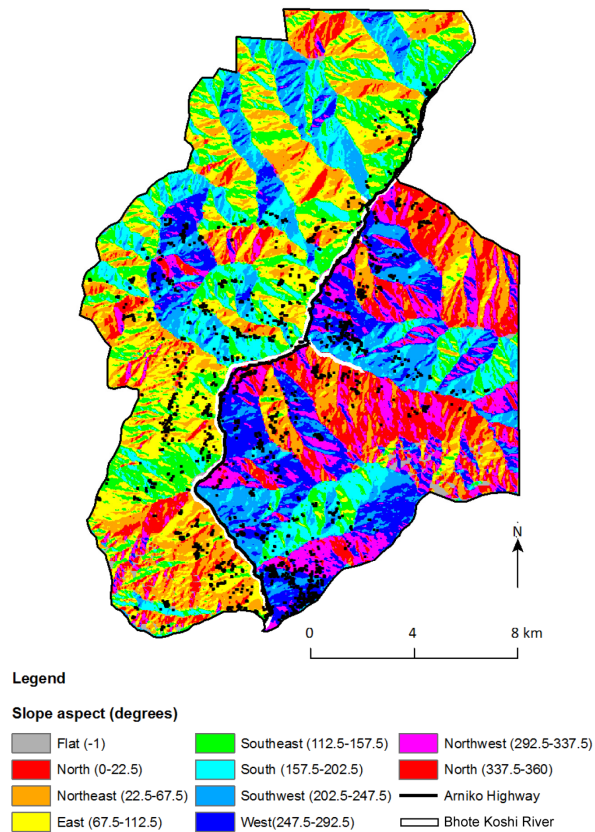 N
0 4 8 km
Legend
Slope aspect (degrees)
Flat (-1) Southeast (112.5-157.5) Northwest (292.5-337.5)
North (0-22.5) South (157.5-202.5) North (337.5-360)
Northeast (22.5-67.5) Southwest (202.5-247.5) Arniko Highway
East (67.5-112.5) West(247.5-292.5) Bhote Koshi River